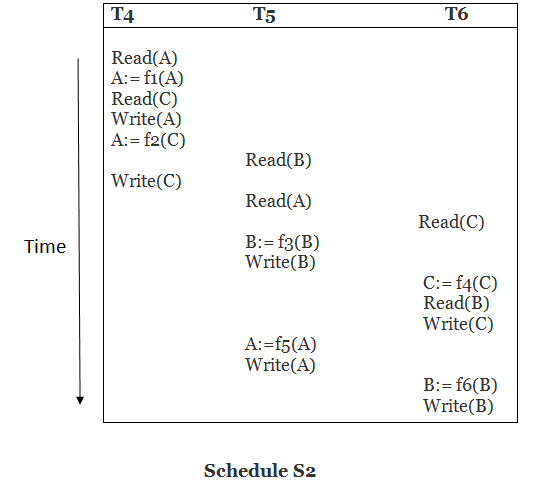 T4 T5 T6
Read(A)
A:= f1(A)
Read(C)
Write(A)
A:= f2(C)
Read(B)
Write(C)
Read(A)
Read(C)
B:= f3(B)
Write(B)
C:= f4(C)
Read(B)
Write(C)
A:=f5(A)
Write(A)
B:= f6(B)
Write(B)
Time
Schedule S2